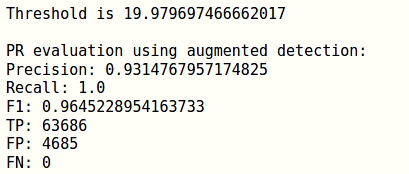 Threshold is 19.979697466662017
PR evaluation using augmented detection:
Precision: 0.9314767957174825
Recall: 1.0
F1: 0.9645228954163733
TP: 63686
FP: 4685
FN: 0